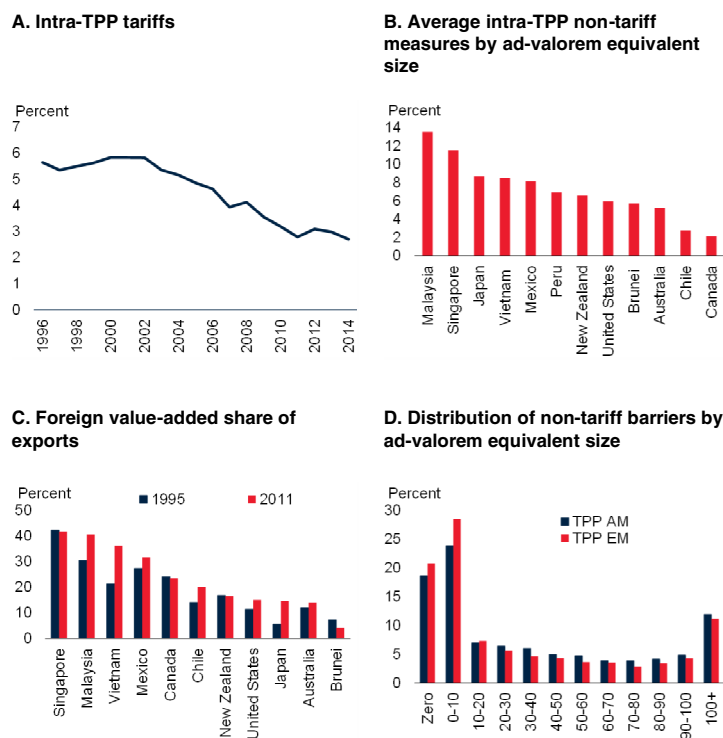 A. Intra-TPP tariffs
Percent
7
6
5
4
3
2
1
0
1996
1998
2000
2002
2004
2006
2008
2010
2012
2014
B. Average intra-TPP non-tariff
measures by ad-valorem equivalent
size
Percent
14
12
10
8
6
4
2
0
Malaysia
Singapore
Japan
Vietnam
Mexico
Peru
New Zealand
United States
Brunei
Australia
Chile
Canada
C. Foreign value-added share of
exports
Percent
1995
2011
50
40
30
20
10
0
Singapore
Malaysia
Vietnam
Mexico
Canada
Chile
New Zealand
United States
Japan
Australia
Brunei
D. Distribution of non-tariff barriers by
ad-valorem equivalent size
Percent
TPP AM
TPP EM
30
25
20
15
10
5
0
Zero
0-10
10-20
20-30
30-40
40-50
50-60
60-70
70-80
80-90
90-100
100+